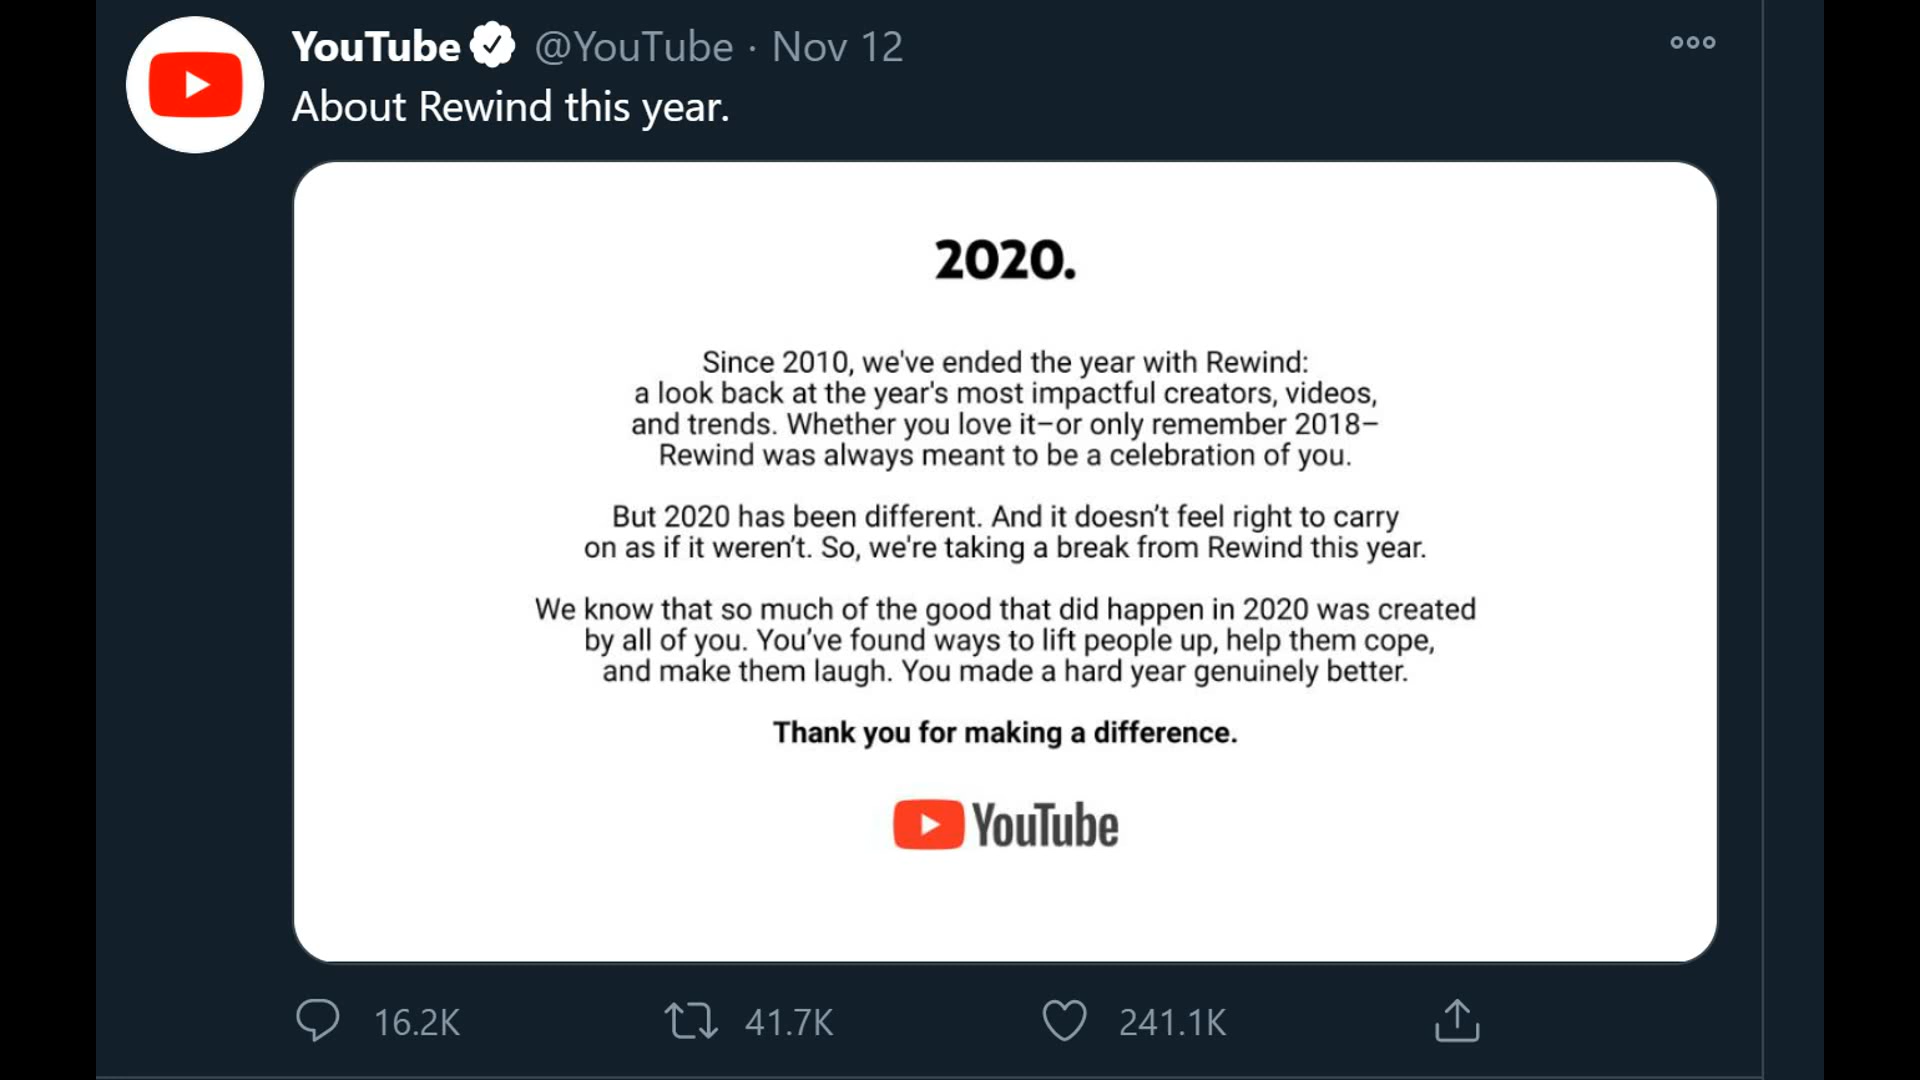 YouTube @YouTube · Nov 12
About Rewind this year.
2020.
Since 2010, we've ended the year with Rewind:
a look back at the year's most impactful creators, videos,
and trends. Whether you love it–or only remember 2018–
Rewind was always meant to be a celebration of you.
But 2020 has been different. And it doesn’t feel right to carry
on as if it weren’t. So, we're taking a break from Rewind this year.
We know that so much of the good that did happen in 2020 was created
by all of you. You’ve found ways to lift people up, help them cope,
and make them laugh. You made a hard year genuinely better.
Thank you for making a difference.
YouTube
16.2K 41.7K 241.1K